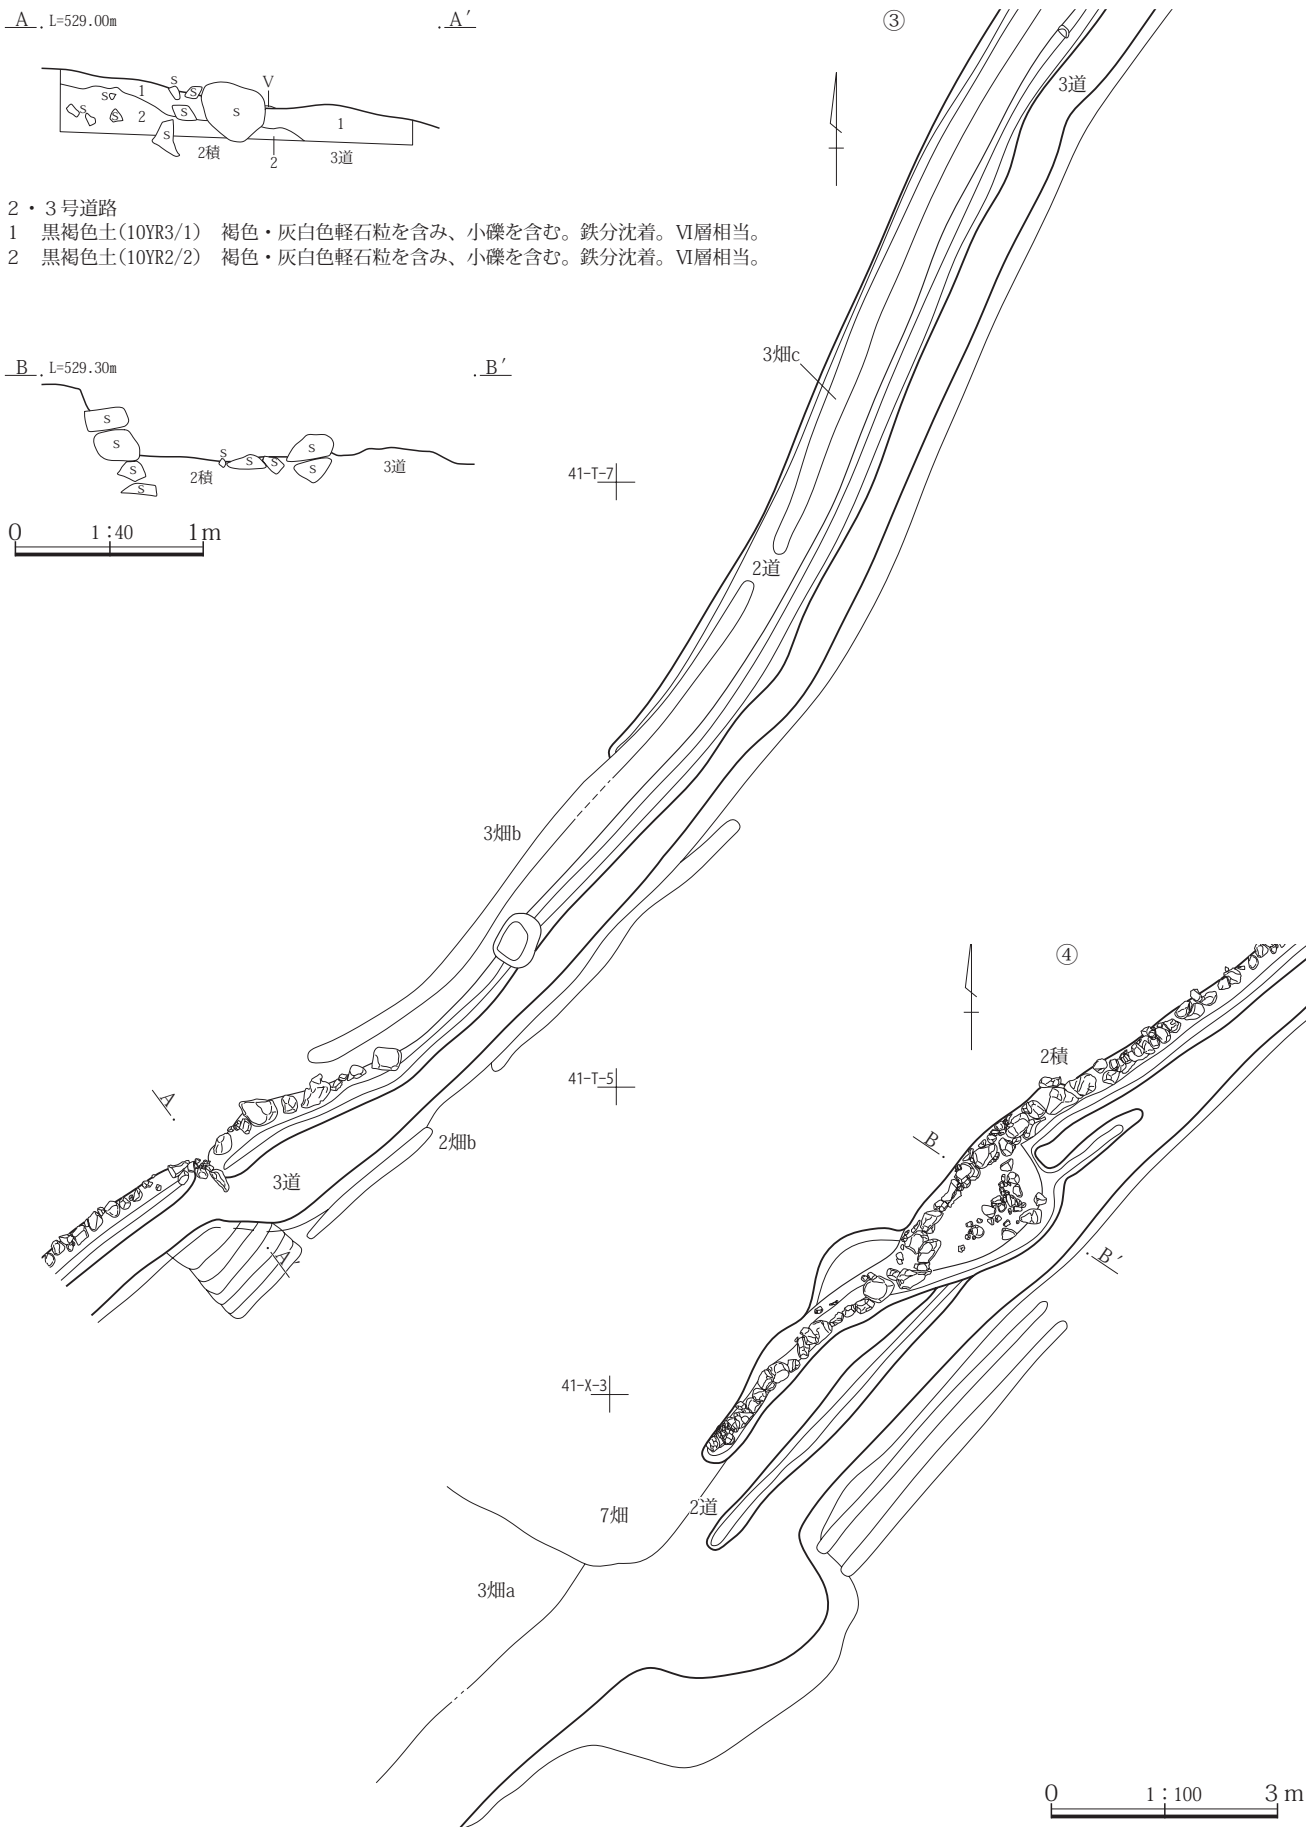 A . L=529.00m . A′
S
S
V
S
1
S
S
S
S
2
1
S
2積
2
3道
2・3号道路
1 黒褐色土(10YR3/1) 褐色・灰白色軽石粒を含み、小礫を含む。鉄分沈着。Ⅵ層相当。
2 黒褐色土(10YR2/2) 褐色・灰白色軽石粒を含み、小礫を含む。鉄分沈着。Ⅵ層相当。
B . L=529.30m . B′
S
S
S
S
S
S
S
S
S
2積
3道
0 1:40 1m
③
3道
3畑c
41-T-7
2道
3畑b
41-T-5
A .
2畑b
3道
. A′
④
2積
B .
. B′
41-X-3
7畑
2道
3畑a
0 1:100 3m